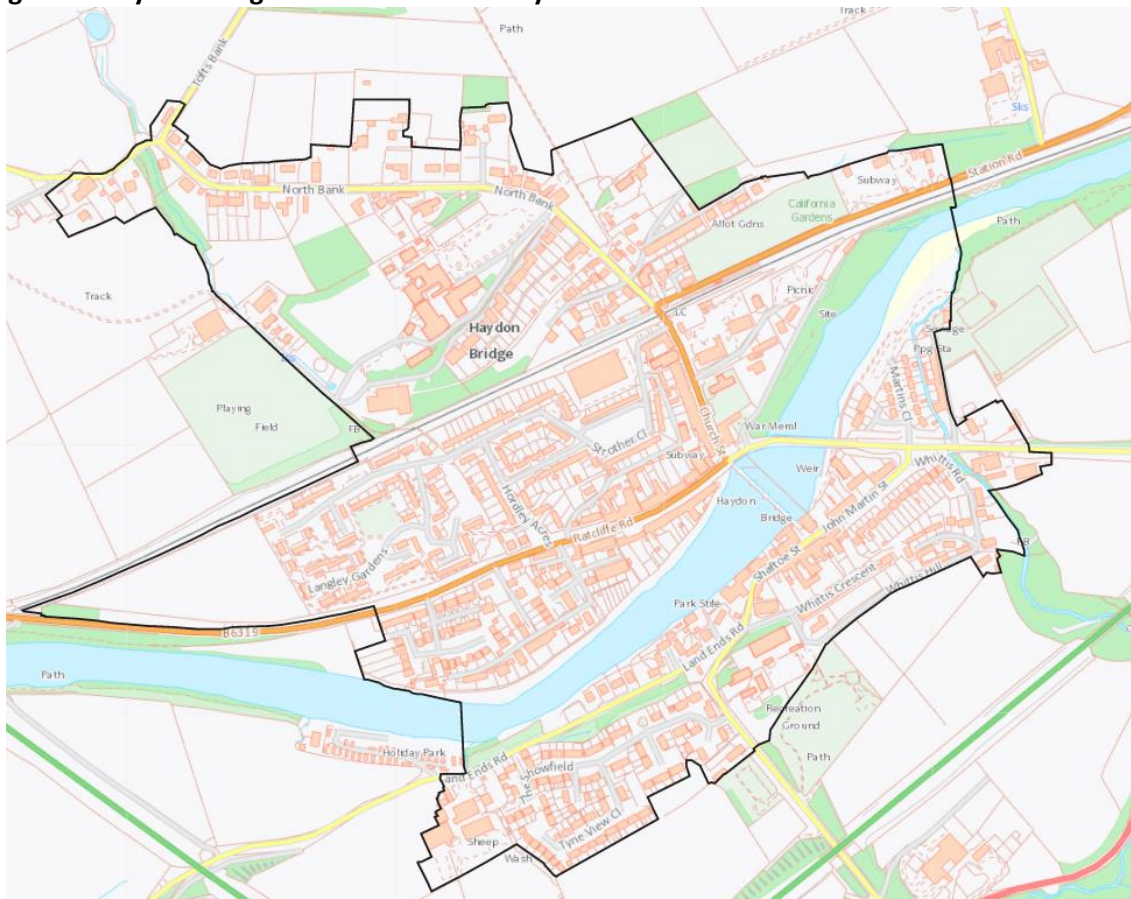 Track
Path
Tofts Bank
Sks
Station Rd
Subway
North Bank
North Bank
California
Gardens
Allot Gdns
Path
Track
Picnic
Site
LC
Haydon
Bridge
Sewage
Ppg Sta
Martins Cl
Playing
Field
FB
Church St
War Meml
Strother Cl
Subway
Weir
Whittis Rd
Hordley Acres
Haydon
Bridge
John Martin St
Ratcliffe Rd
Shaftoe St
FB
Langley Gardens
Whittis Crescent
Whittis Hill
Park Stile
B6319
Land Ends Rd
Path
Recreation
Ground
Holiday Park
Path
Land Ends Rd
The Showfield
Tyne View Cl
Sheep
Wash